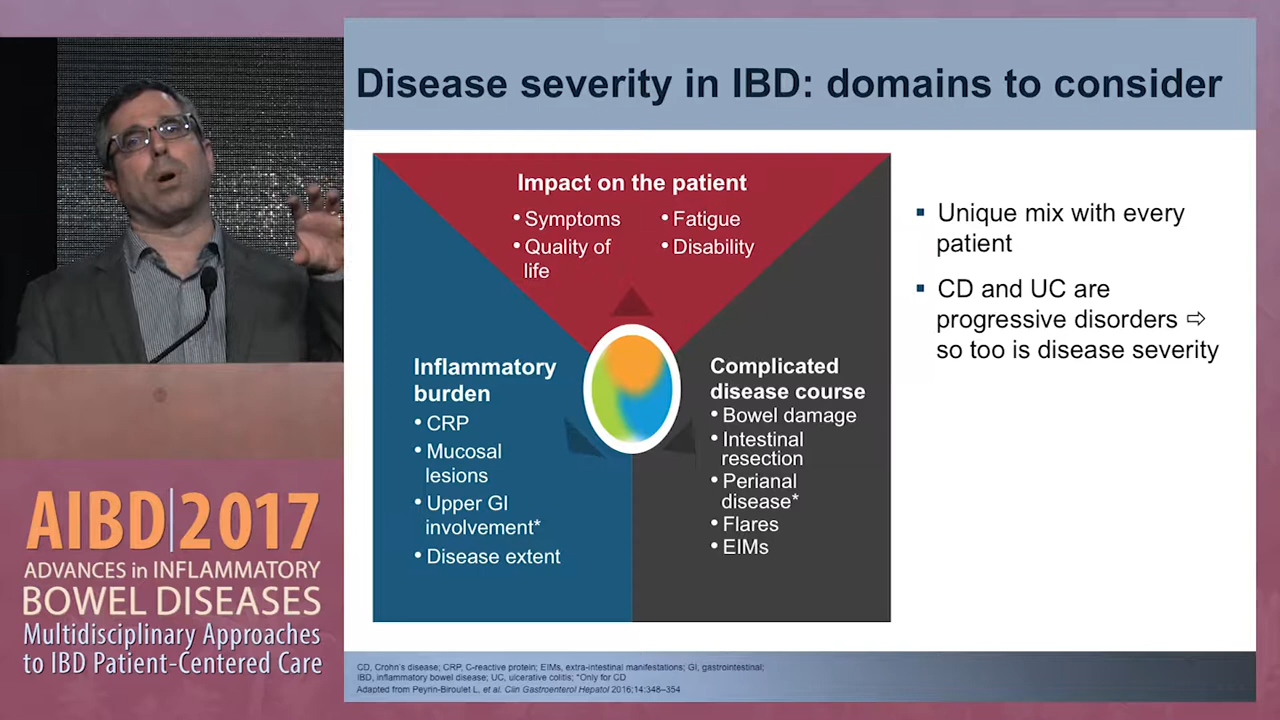 Disease severity in IBD: domains to consider
Impact on the patient
• Symptoms
• Quality of
life
• Fatigue
• Disability
Inflammatory
burden
• CRP
• Mucosal
lesions
• Upper GI
involvement*
• Disease extent
Complicated
disease course
• Bowel damage
• Intestinal
resection
• Perianal
disease*
• Flares
• EIMs
▪ Unique mix with every
patient
▪ CD and UC are
progressive disorders ⇨
so too is disease severity
AIBD|2017
ADVANCES in INFLAMMATORY
BOWEL DISEASES
Multidisciplinary Approaches
to IBD Patient-Centered Care
CD, Crohn's disease; CRP, C-reactive protein; EIMs, extra-intestinal manifestations; GI, gastrointestinal;
IBD, inflammatory bowel disease; UC, ulcerative colitis; *Only for CD
Adapted from Peyrin-Biroulet L, et al. Clin Gastroenterol Hepatol 2016;14:348–354